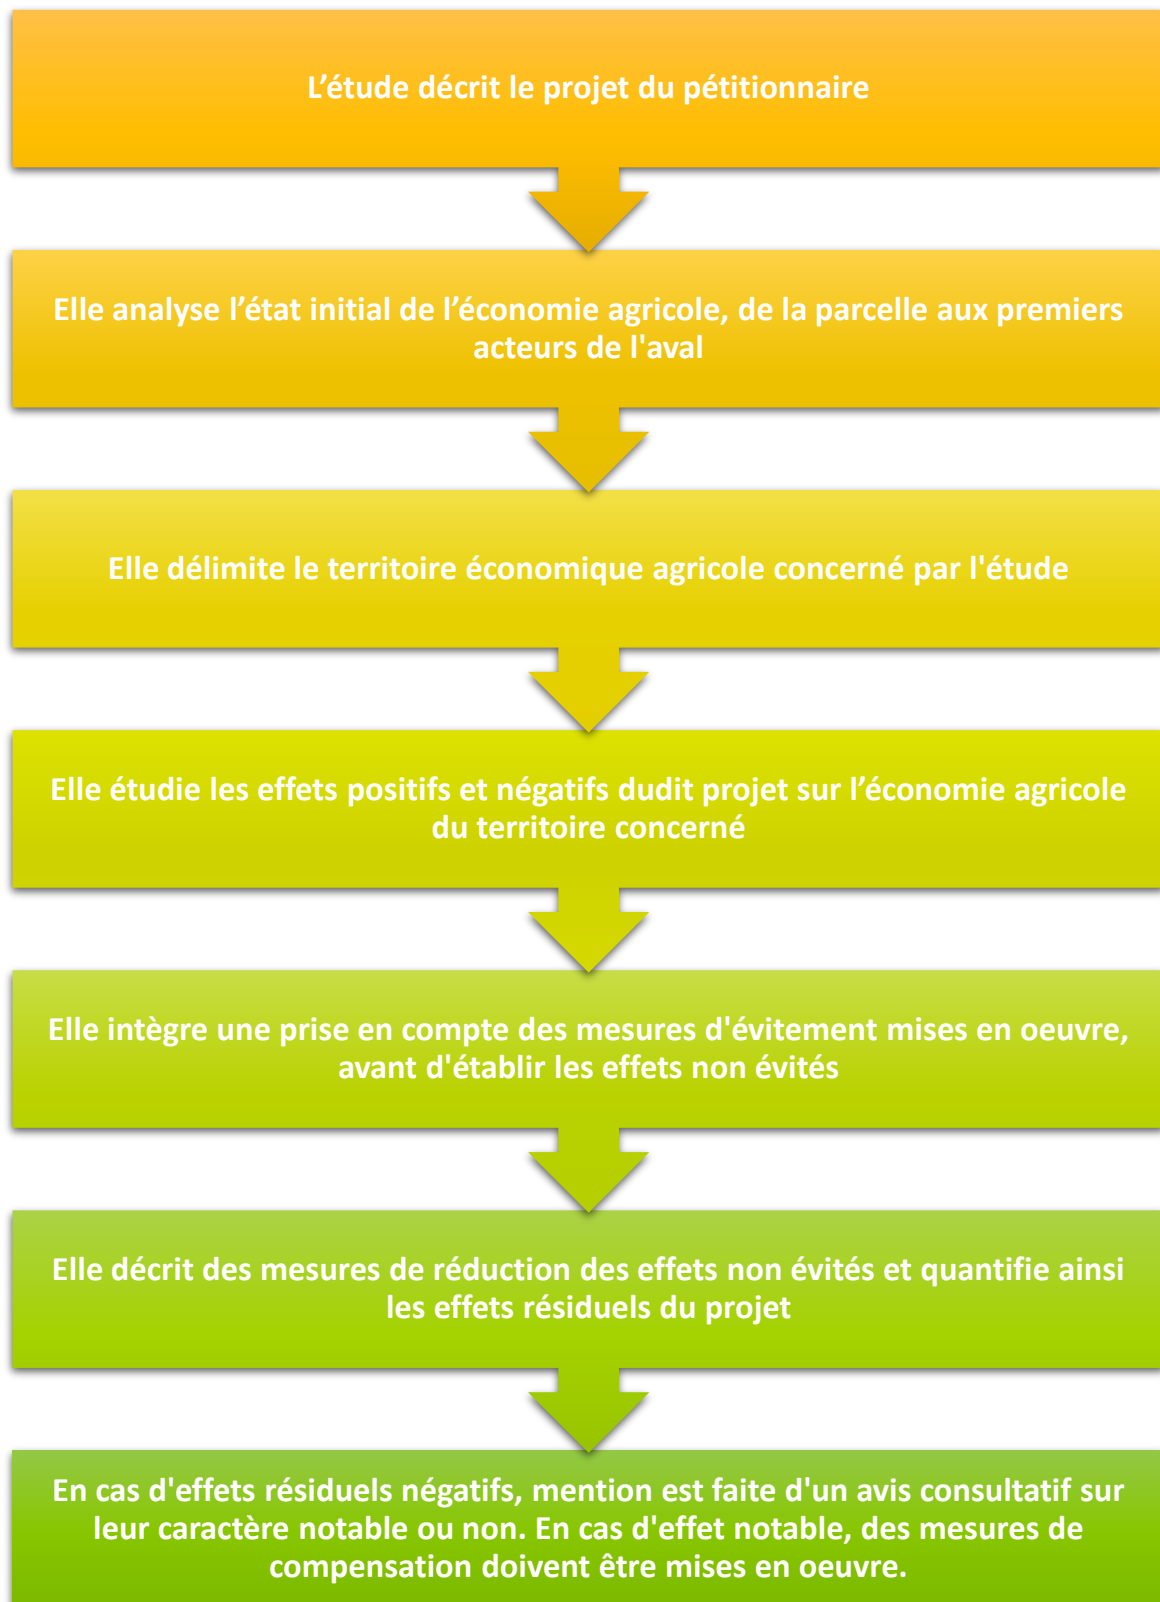 L’étude décrit le projet du pétitionnaire
Elle analyse l’état initial de l’économie agricole, de la parcelle aux premiers
acteurs de l'aval
Elle délimite le territoire économique agricole concerné par l'étude
Elle étudie les effets positifs et négatifs dudit projet sur l’économie agricole
du territoire concerné
Elle intègre une prise en compte des mesures d'évitement mises en oeuvre,
avant d'établir les effets non évités
Elle décrit des mesures de réduction des effets non évités et quantifie ainsi
les effets résiduels du projet
En cas d'effets résiduels négatifs, mention est faite d'un avis consultatif sur
leur caractère notable ou non. En cas d'effet notable, des mesures de
compensation doivent être mises en oeuvre.